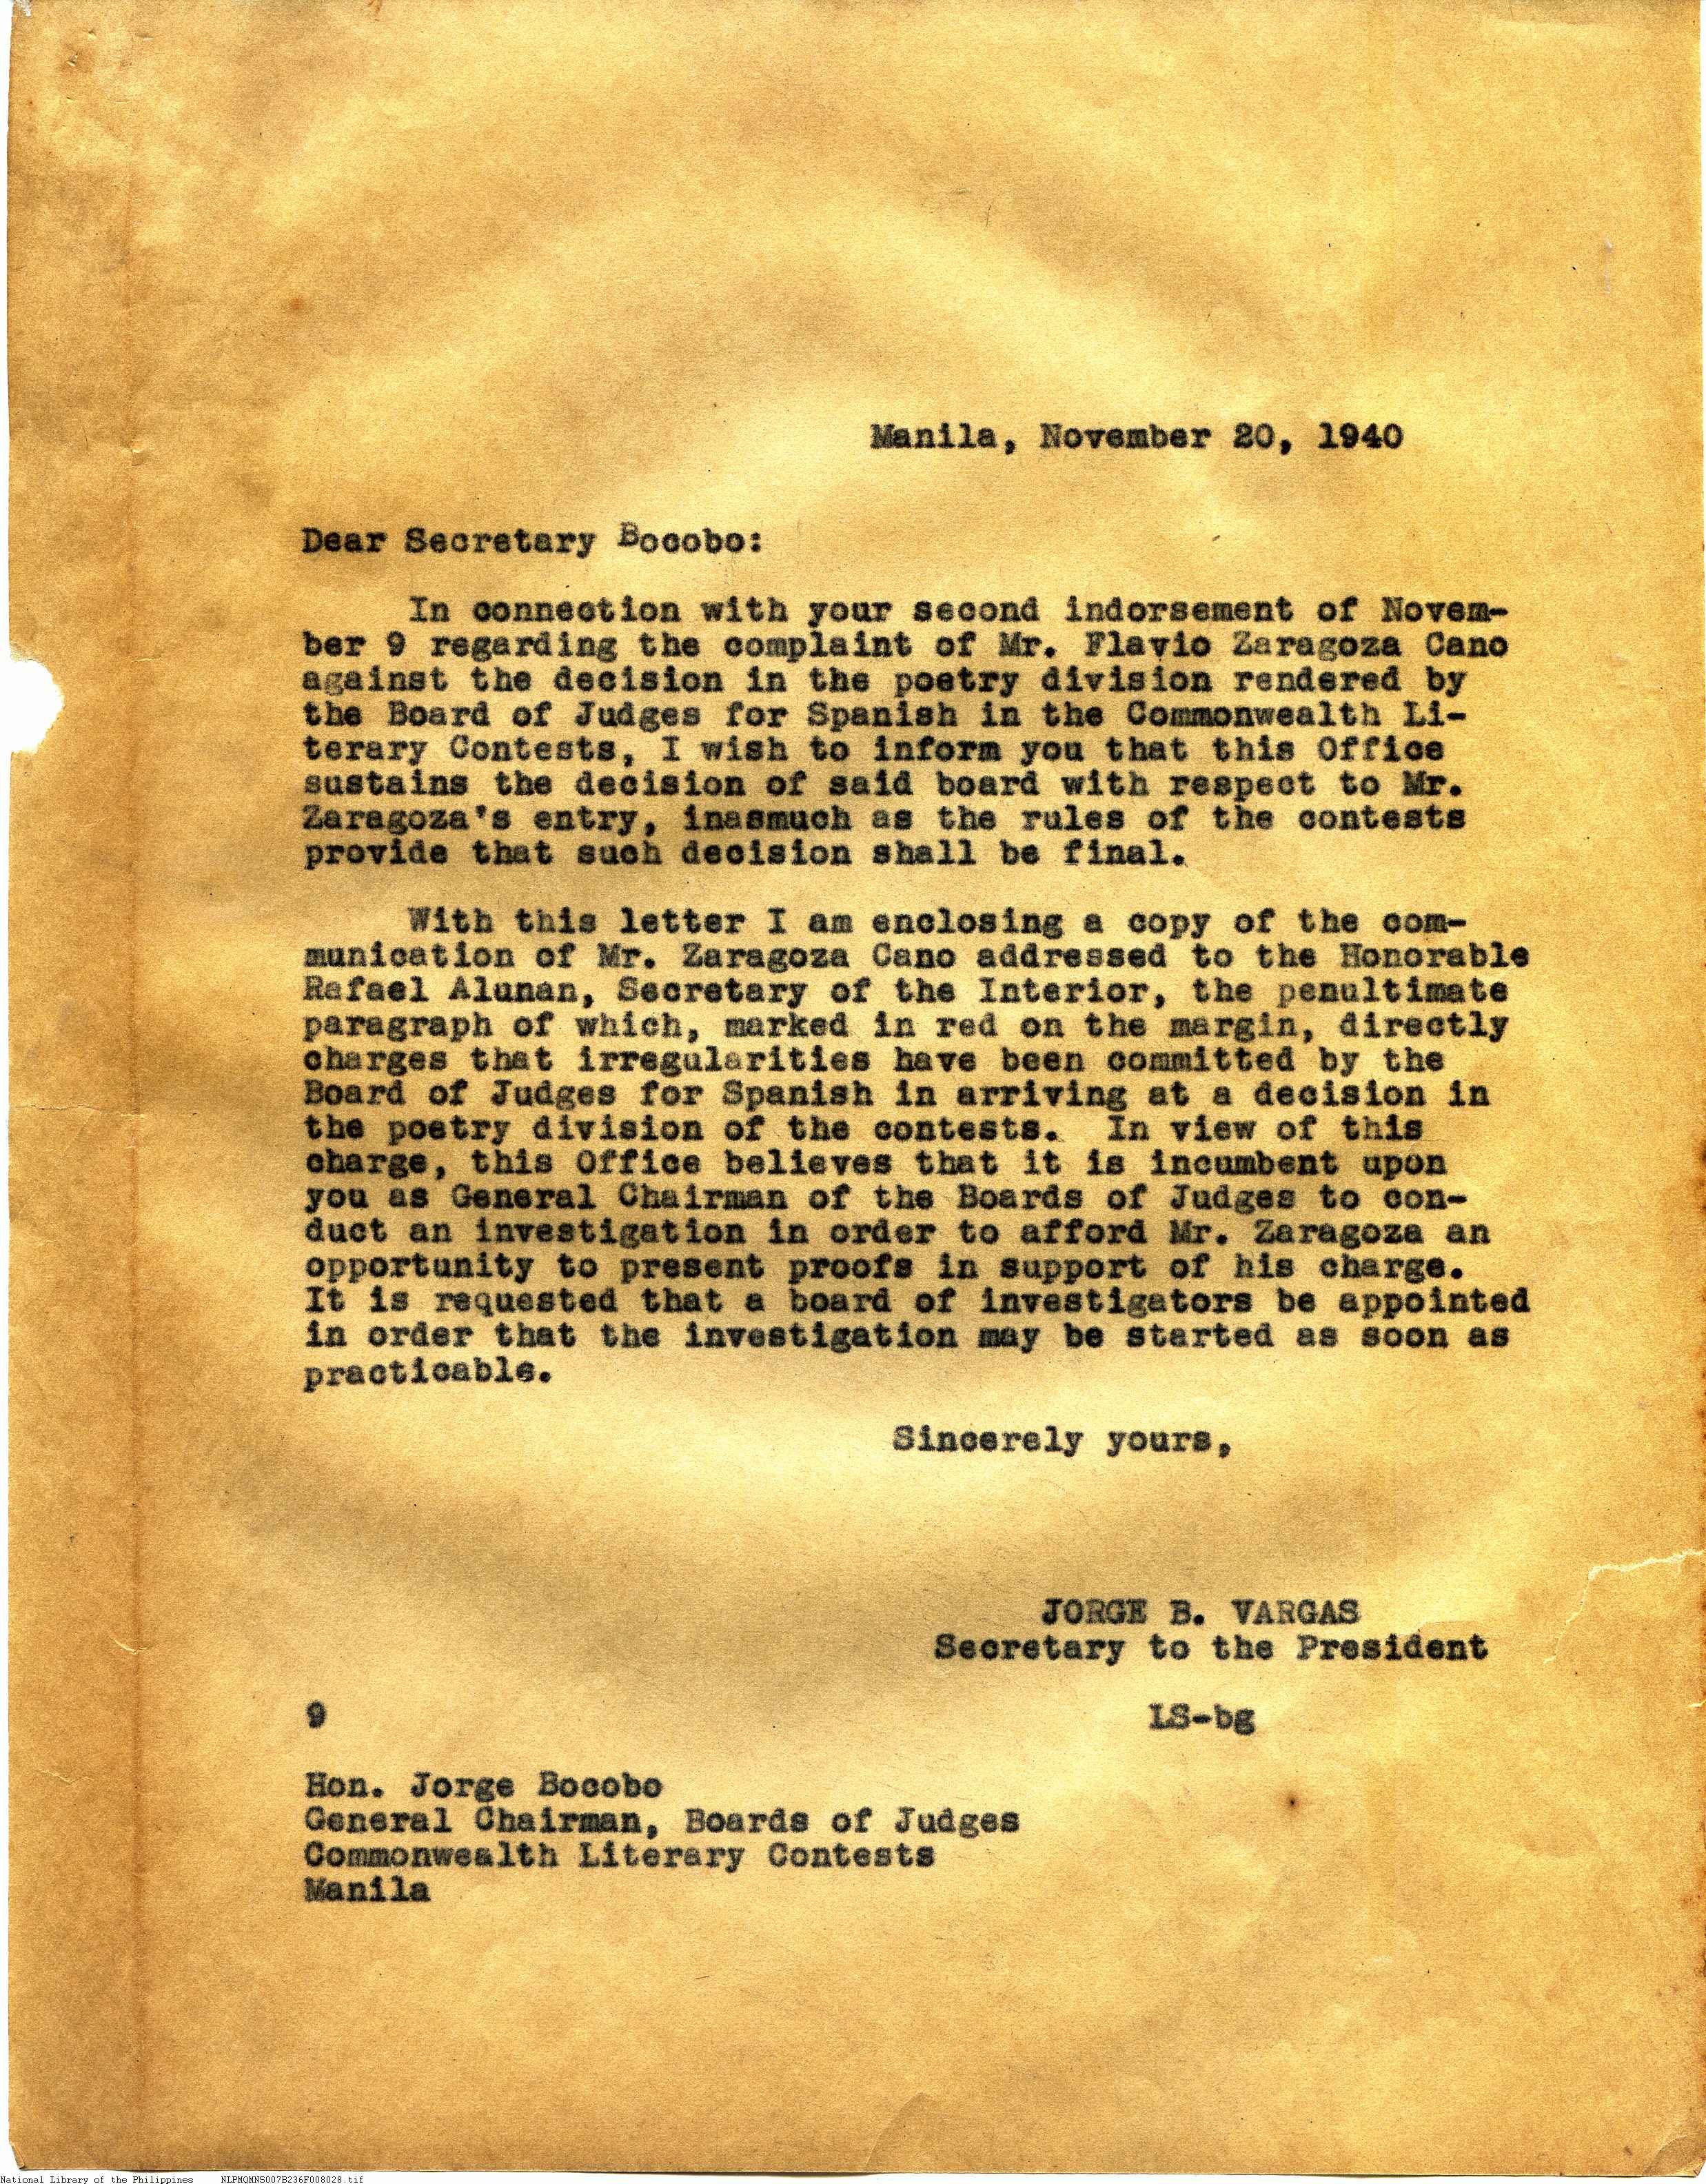 Manila, November 20, 1940
Dear Secretary Bocobo:
In connection with your second indorsement of Novem-
ber 9 regarding the complaint of Mr. Flavio Zaragoza Cano
against the decision in the poetry division rendered by
the Board of Judges for Spanish in the Commonwealth Li-
terary Contests, I wish to inform you that this Office
sustains the decision of said board with respect to Mr.
Zaragoza's entry, inasmuch as the rules of the contests
provide that such decision shall be final.
With this letter I am enclosing a copy of the com-
munication of Mr. Zaragoza Cano addressed to the Honorable
Rafael Alunan, Secretary of the Interior, the penultimate
paragraph of which, marked in red on the margin, directly
charges that irregularities have been committed by the
Board of Judges for Spanish in arriving at a decision in
the poetry division of the contests. In view of this
charge, this Office believes that it is incumbent upon
you as General Chairman of the Boards of Judges to con-
duct an investigation in order to afford Mr. Zaragoza an
opportunity to present proofs in support of his charge.
It is requested that a board of investigators be appointed
in order that the investigation may be started as soon as
practicable.
Sincerely yours,
JORGE B. VARGAS
Secretary to the President
9 LS-bg
Hon. Jorge Bocobo
General Chairman, Boards of Judges
Commonwealth Literary Contests
Manila
National Library of the Philippines NLPMQMNS007B236F008028.tif